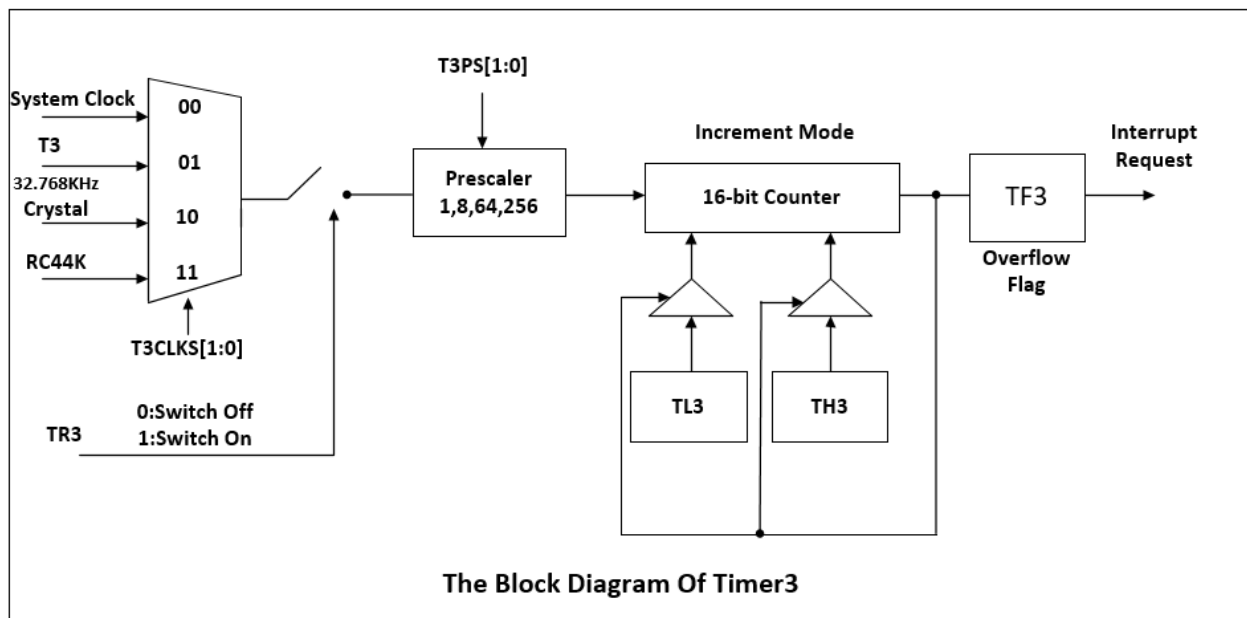 System Clock
T3
32.768KHz
Crystal
RC44K
00
01
10
11
T3CLKS[1:0]
TR3
0:Switch Off
1:Switch On
T3PS[1:0]
Prescaler
1,8,64,256
Increment Mode
16-bit Counter
TL3
TH3
TF3
Overflow
Flag
Interrupt
Request
The Block Diagram Of Timer3